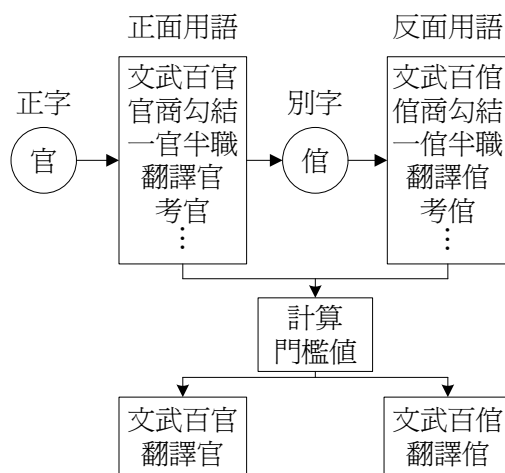 正面用語
反面用語
正字
官
文武百官
官商勾結
一官半職
翻譯官
考官
⋮
別字
倌
文武百倌
倌商勾結
一倌半職
翻譯倌
考倌
⋮
計算
門檻值
文武百官
翻譯官
文武百倌
翻譯倌